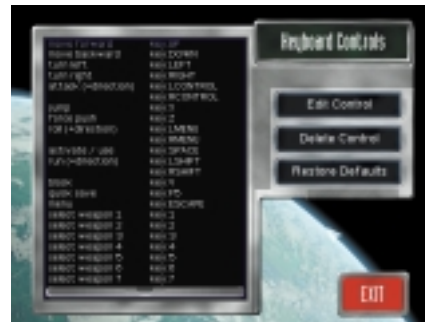 Keyboard Controls
move forward key:UP
move backward key:DOWN
turn left key:LEFT
turn right key:RIGHT
attack (+direction) key:LCONTROL
key:RCONTROL
jump
force push key:Z
roll (+direction) key:LMENU
key:RMENU
activate / use key:SPACE
run (+direction) key:LSHIFT
key:RSHIFT
block
quick save key:F5
menu key:ESCAPE
select weapon 1 key:1
select weapon 2 key:2
select weapon 3 key:3
select weapon 4 key:4
select weapon 5 key:5
select weapon 6 key:6
select weapon 7 key:7
Edit Control
Delete Control
Restore Defaults
EXIT